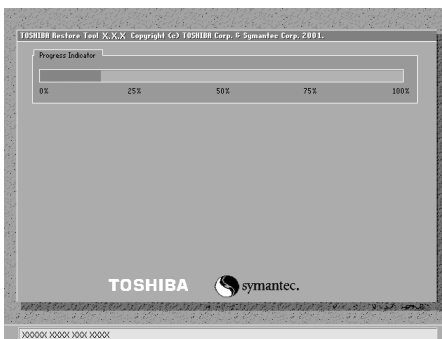 TOSHIBA Restore Tool X.X.X Copyright (c) TOSHIBA Corp. & Symantec Corp. 2001.
Progress Indicator
0% 25% 50% 75% 100%
TOSHIBA symantec.
XXXXX XXXX XXX XXXX